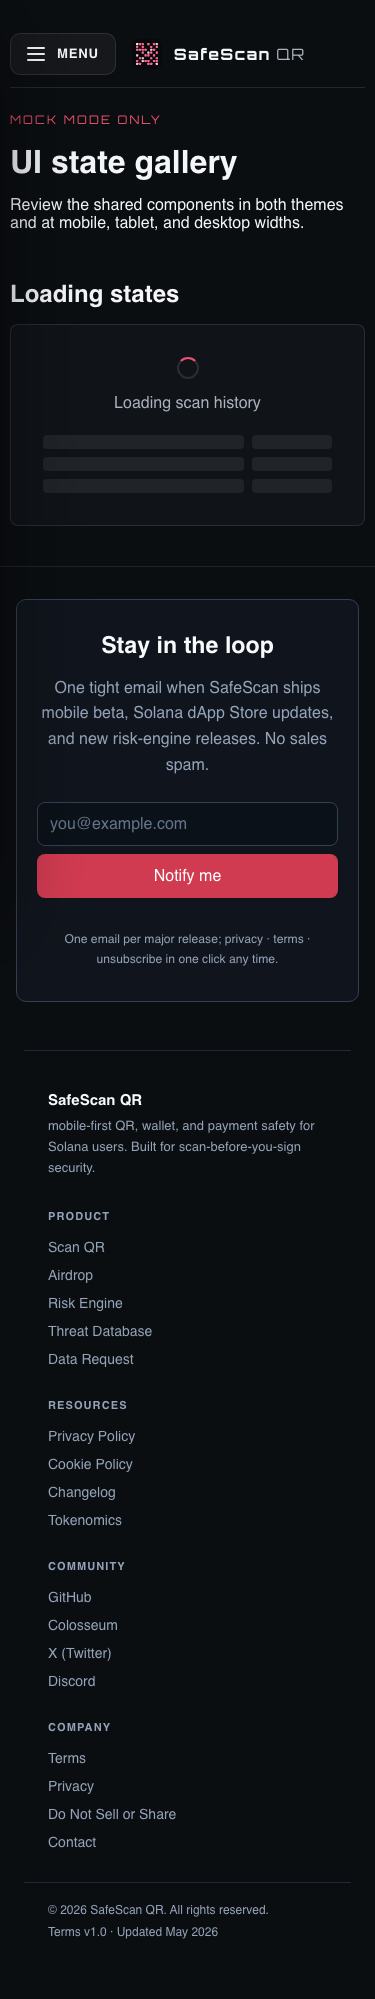 MENU
SafeScan QR
MOCK MODE ONLY
UI state gallery
Review the shared components in both themes
and at mobile, tablet, and desktop widths.
Loading states
Loading scan history
Stay in the loop
One tight email when SafeScan ships
mobile beta, Solana dApp Store updates,
and new risk-engine releases. No sales
spam.
you@example.com
Notify me
One email per major release; privacy · terms ·
unsubscribe in one click any time.
SafeScan QR
mobile-first QR, wallet, and payment safety for
Solana users. Built for scan-before-you-sign
security.
PRODUCT
Scan QR
Airdrop
Risk Engine
Threat Database
Data Request
RESOURCES
Privacy Policy
Cookie Policy
Changelog
Tokenomics
COMMUNITY
GitHub
Colosseum
X (Twitter)
Discord
COMPANY
Terms
Privacy
Do Not Sell or Share
Contact
© 2026 SafeScan QR. All rights reserved.
Terms v1.0 · Updated May 2026